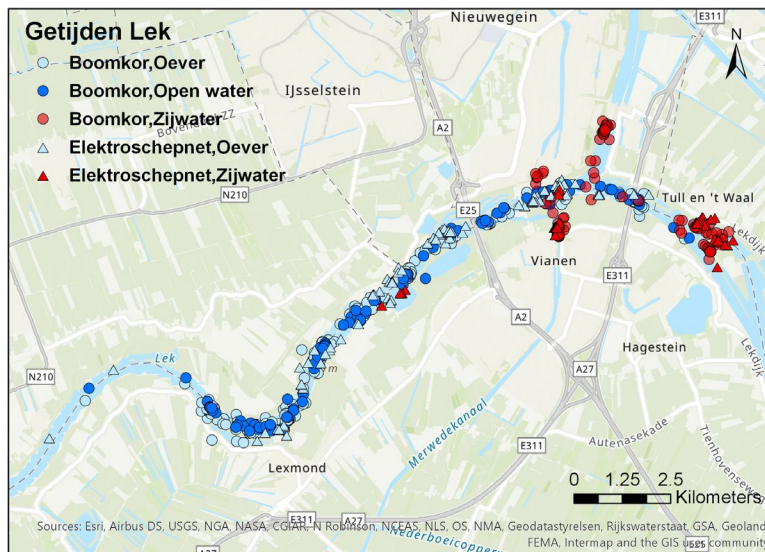 Getijden Lek
Boomkor,Oever
Boomkor,Open water
Boomkor,Zijwater
Elektroschepnet,Oever
Elektroschepnet,Zijwater
Nieuwegein
E311
N
IJsselstein
A2
N210
E25
Tull en 't Waal
Lekdijk
Vianen
E311
A2
Hagestein
Lek
N210
m
A27
Lekdijk
Merwedekanaal
E311
Autenasekade
Lexmond
0 1.25 2.5
Kilometers
E311
A27
Sources: Esri, Airbus DS, USGS, NGA, NASA, CGIAR, N Robinson, NCEAS, NLS, OS, NMA, Geodatastyrelsen, Rijkswaterstaat, GSA, Geoland,
FEMA, Intermap and the GIS user community
A27
E25